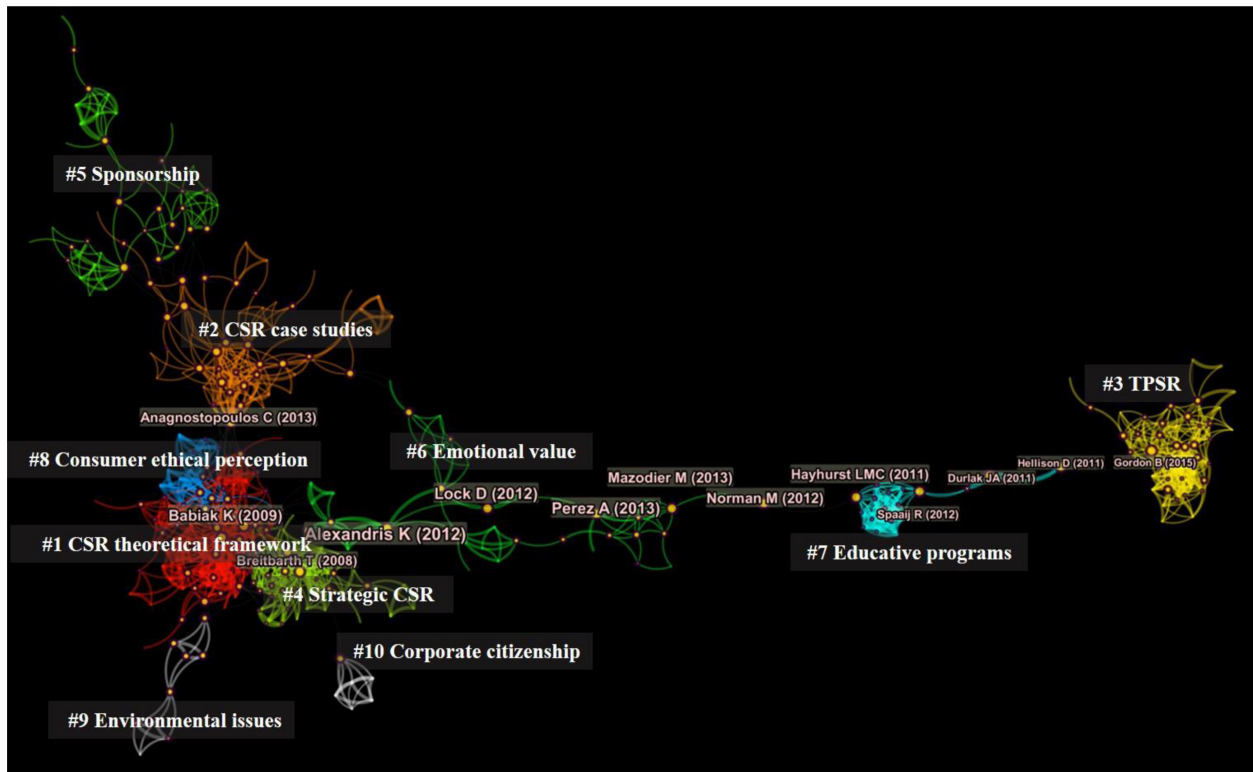 #5 Sponsorship
#2 CSR case studies
#3 TPSR
Anagnostopoulos C (2013)
#8 Consumer ethical perception
#6 Emotional value
Mazodier M (2013)
Hayhurst LMC (2011)
Hellison D (2011)
Gordon B (2015)
Durlak JA (2011)
Lock D (2012)
Norman M (2012)
Perez A (2013)
Spaaij R (2012)
Babiak K (2009)
Alexandris K (2012)
#1 CSR theoretical framework
#7 Educative programs
Breitbarth T (2008)
#4 Strategic CSR
#10 Corporate citizenship
#9 Environmental issues